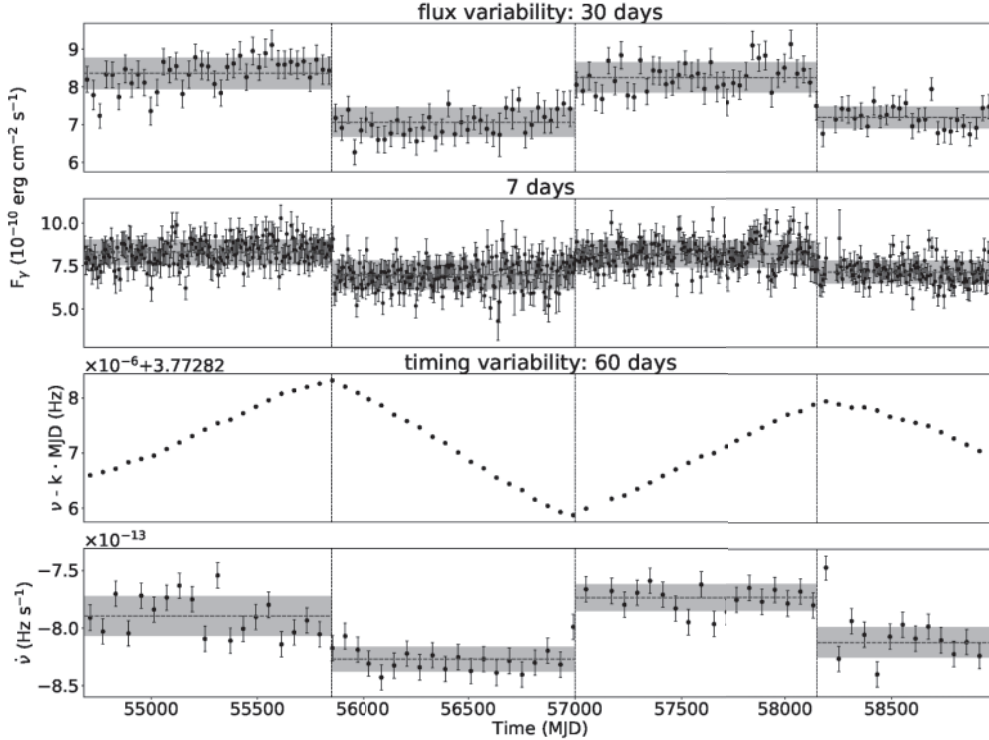 flux variability: 30 days
9
8
7
6
7 days
10.0
7.5
5.0
Fγ (10⁻¹⁰ erg cm⁻² s⁻¹)
×10⁻⁶+3.77282
timing variability: 60 days
8
7
6
ν - k · MJD (Hz)
×10⁻¹³
−7.5
−8.0
−8.5
ν̇ (Hz s⁻¹)
55000 55500 56000 56500 57000 57500 58000 58500
Time (MJD)